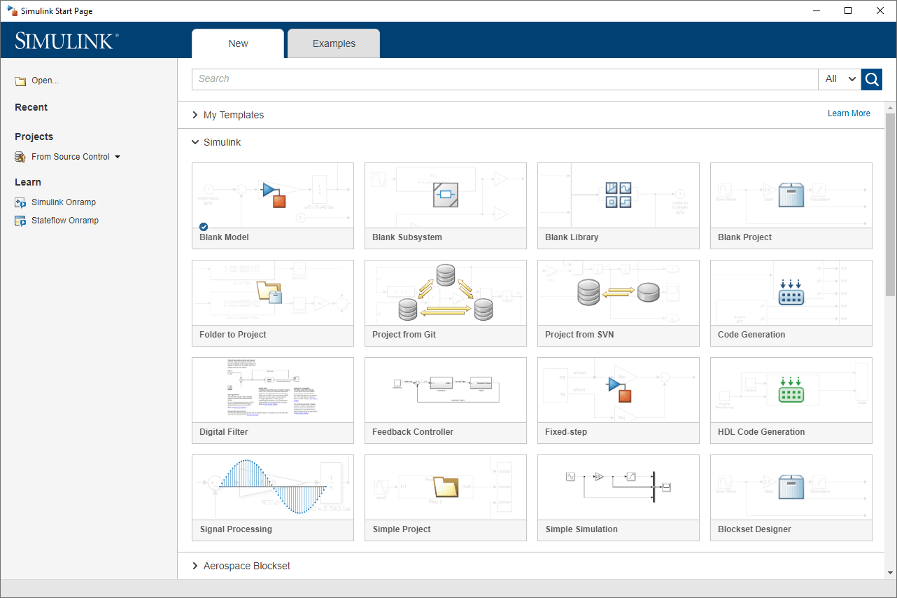 Simulink Start Page
SIMULINK®
New
Examples
Open...
Recent
Projects
From Source Control
Learn
Simulink Onramp
Stateflow Onramp
Search
All
My Templates
Learn More
Simulink
Blank Model
Blank Subsystem
Blank Library
Blank Project
Folder to Project
Project from Git
Project from SVN
Code Generation
Digital Filter
Feedback Controller
Fixed-step
HDL Code Generation
Signal Processing
Simple Project
Simple Simulation
Blockset Designer
Aerospace Blockset